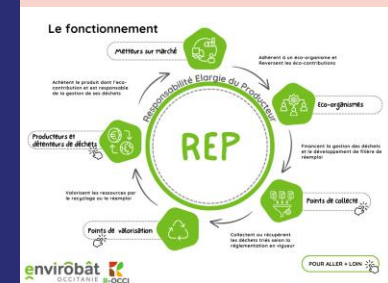 Le fonctionnement
Metteurs sur marché
Adhèrent à un éco-organisme et
Reversent les éco-contributions
Achètent le produit dont l'eco-
contribution et est responsable
de la gestion de ses déchets
Responsabilité Elargie du Producteur
REP
Eco-organismes
Producteurs et
détenteurs de déchets
Financent la gestion des déchets
et le développement de filière de
réemploi
Valorisent les ressources par
le recyclage ou le réemploi
Points de collecte
Points de valorisation
Collectent ou récupèrent
les déchets triés selon la
réglementation en vigueur
envirobat
OCCITANIE
POUR ALLER + LOIN